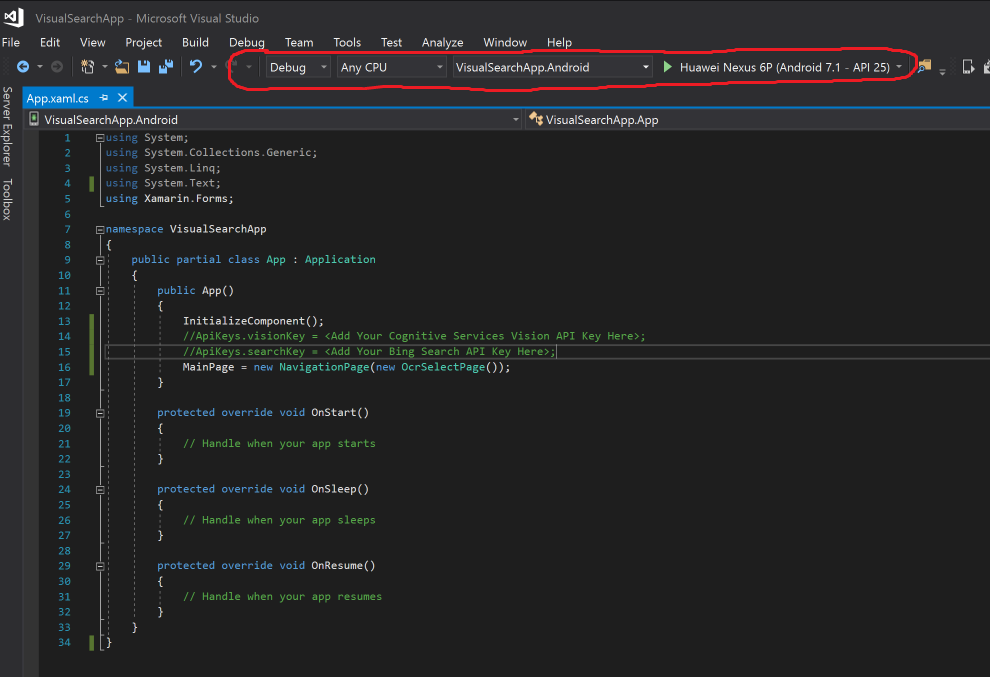 VisualSearchApp - Microsoft Visual Studio
File Edit View Project Build Debug Team Tools Test Analyze Window Help
Debug Any CPU VisualSearchApp.Android Huawei Nexus 6P (Android 7.1 - API 25)
Server Explorer
Toolbox
App.xaml.cs
VisualSearchApp.Android VisualSearchApp.App
1 using System;
2 using System.Collections.Generic;
3 using System.Linq;
4 using System.Text;
5 using Xamarin.Forms;
6
7 namespace VisualSearchApp
8 {
9 public partial class App : Application
10 {
11 public App()
12 {
13 InitializeComponent();
14 //ApiKeys.visionKey = <Add Your Cognitive Services Vision API Key Here>;
15 //ApiKeys.searchKey = <Add Your Bing Search API Key Here>;
16 MainPage = new NavigationPage(new OcrSelectPage());
17 }
18
19 protected override void OnStart()
20 {
21 // Handle when your app starts
22 }
23
24 protected override void OnSleep()
25 {
26 // Handle when your app sleeps
27 }
28
29 protected override void OnResume()
30 {
31 // Handle when your app resumes
32 }
33 }
34 }